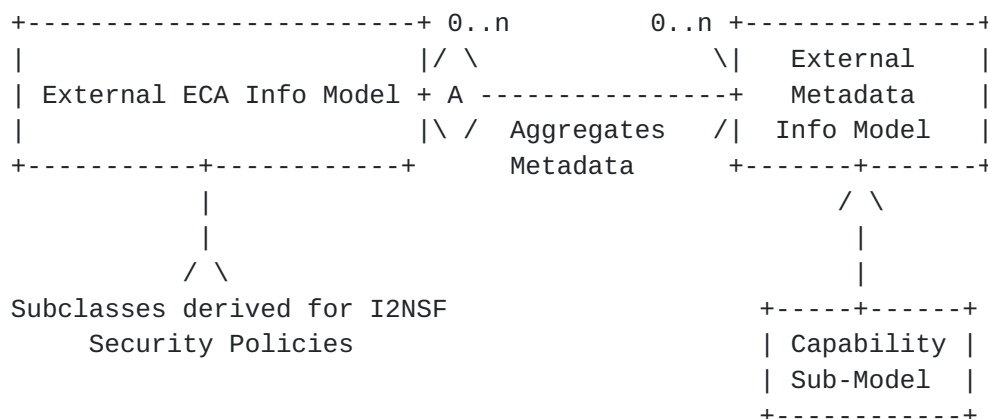 0..n 0..n
External
External ECA Info Model A Metadata
Aggregates Info Model
Metadata
Subclasses derived for I2NSF
Security Policies Capability
Sub-Model